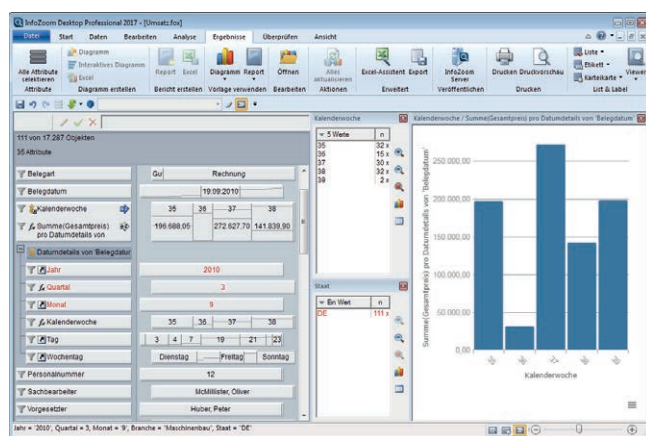 InfoZoom Desktop Professional 2017 - [Umsatz.fox]
Datei Start Daten Bearbeiten Analyse Ergebnisse Überprüfen Ansicht
Alle Attribute selektieren
Attribute
Diagramm
Interaktives Diagramm
Excel
Diagramm erstellen
Report Excel
Bericht erstellen
Diagramm Report
Vorlage verwenden
Öffnen
Bearbeiten
Alles aktualisieren
Aktionen
Excel-Assistent Export
Erweitert
InfoZoom Server
Veröffentlichen
Drucken Druckvorschau
Drucken
Liste
Etikett
Karteikarte
Viewer
List & Label
111 von 17.287 Objekten
35 Attribute
Belegart Gu Rechnung
Belegdatum 19.09.2010
Kalenderwoche 35 36 37 38
Summe(Gesamtpreis) pro Datumdetails von 196.688,05 272.627,70 141.839,90
Datumdetails von 'Belegdatur
Jahr 2010
Quartal 3
Monat 9
Kalenderwoche 35 36 37 38
Tag 3 4 7 19 21 23
Wochentag Dienstag Freitag Sonntag
Personalnummer 12
Sachbearbeiter McMillister, Oliver
Vorgesetzter Huber, Peter
Kalenderwoche
5 Werte n
35 32 x
36 15 x
37 30 x
38 32 x
39 2 x
Staat
Ein Wert n
DE 111 x
Kalenderwoche / Summe(Gesamtpreis) pro Datumdetails von 'Belegdatum'
Summe(Gesamtpreis) pro Datumdetails von 'Belegdatum'
250.000,00
200.000,00
150.000,00
100.000,00
50.000,00
0,00
35 36 37 38 39
Kalenderwoche
Jahr = '2010', Quartal = 3, Monat = '9', Branche = 'Maschinenbau', Staat = 'DE'